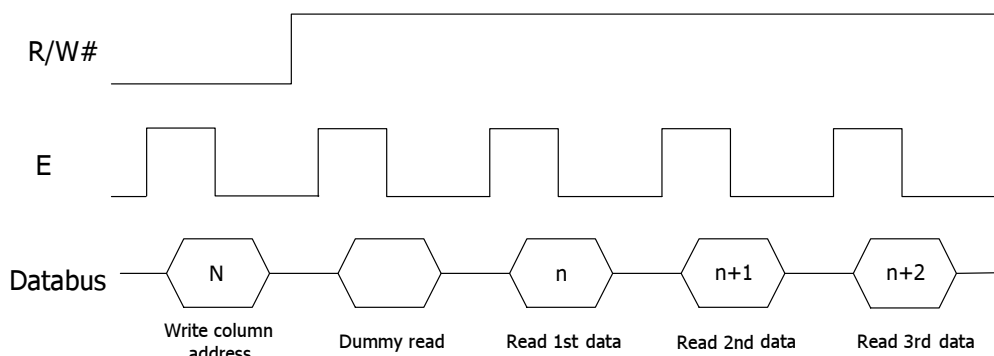 R/W#
E
Databus
N
n
n+1
n+2
Write column
address
Dummy read
Read 1st data
Read 2nd data
Read 3rd data